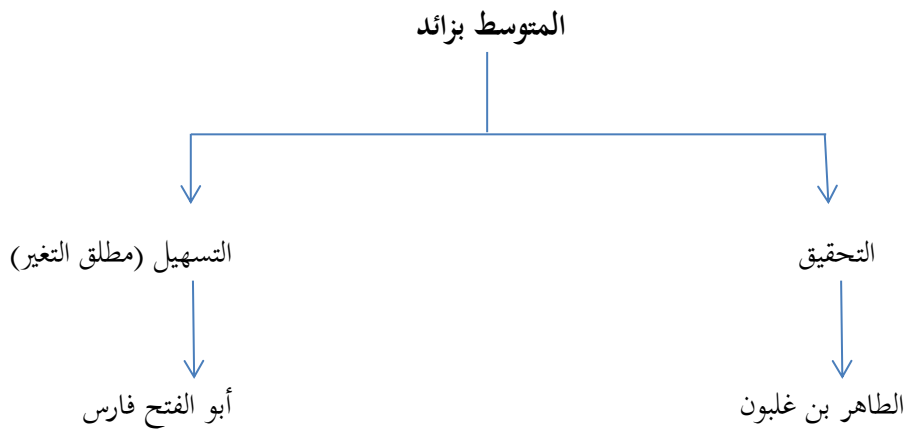 المتوسط بزائد
التحقيق
التسهيل (مطلق التغير)
الطاهر بن غلبون
أبو الفتح فارس